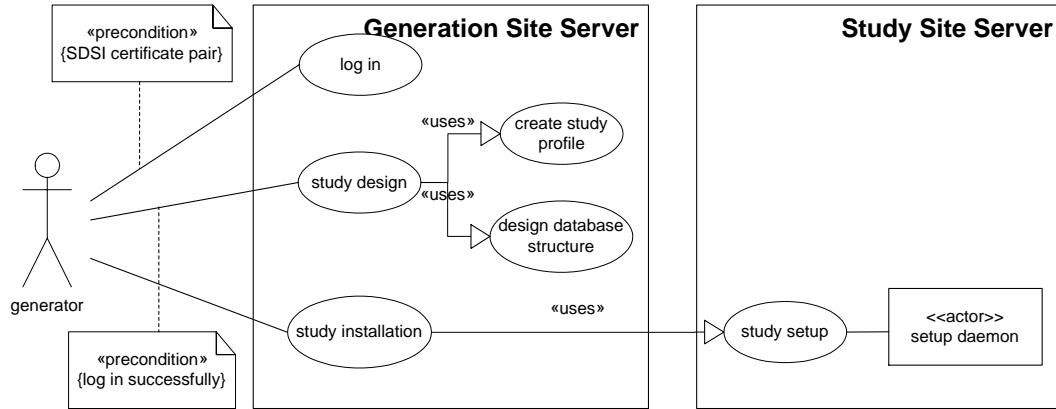 «precondition»
{SDSI certificate pair}
Generation Site Server
Study Site Server
log in
«uses»
create study
profile
study design
«uses»
design database
structure
generator
«uses»
study installation
study setup
<<actor>>
setup daemon
«precondition»
{log in successfully}